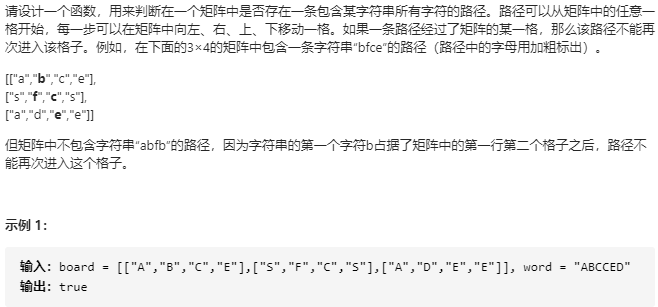 请设计一个函数，用来判断在一个矩阵中是否存在一条包含某字符串所有字符的路径。路径可以从矩阵中的任意一
格开始，每一步可以在矩阵中向左、右、上、下移动一格。如果一条路径经过了矩阵的某一格，那么该路径不能再
次进入该格子。例如，在下面的3×4的矩阵中包含一条字符串“bfce”的路径（路径中的字母用加粗标出）。
[["a","b","c","e"],
["s","f","c","s"],
["a","d","e","e"]]
但矩阵中不包含字符串“abfb”的路径，因为字符串的第一个字符b占据了矩阵中的第一行第二个格子之后，路径不
能再次进入这个格子。
示例 1：
输入：board = [["A","B","C","E"],["S","F","C","S"],["A","D","E","E"]], word = "ABCCED"
输出：true